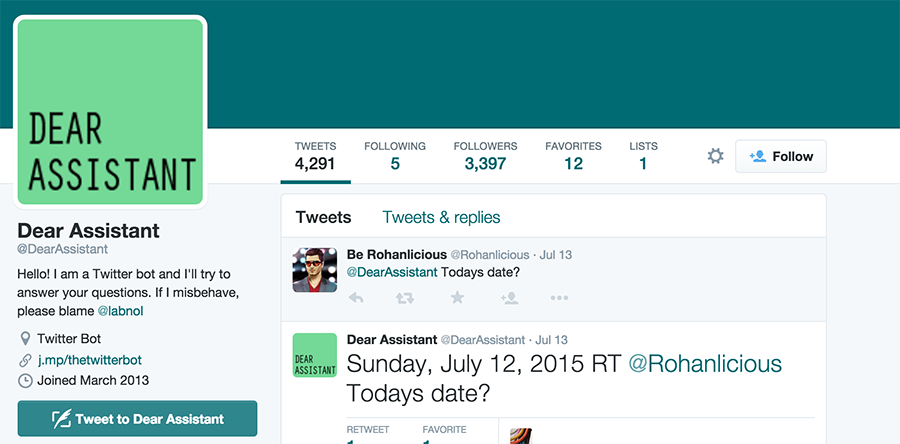 DEAR
ASSISTANT
TWEETS FOLLOWING FOLLOWERS FAVORITES LISTS
4,291 5 3,397 12 1
Follow
Dear Assistant
@DearAssistant
Hello! I am a Twitter bot and I'll try to
answer your questions. If I misbehave,
please blame @labnol
Twitter Bot
j.mp/thetwitterbot
Joined March 2013
Tweet to Dear Assistant
Tweets Tweets & replies
Be Rohanlicious @Rohanlicious · Jul 13
@DearAssistant Todays date?
DEAR
ASSISTANT
Dear Assistant @DearAssistant · Jul 13
Sunday, July 12, 2015 RT @Rohanlicious
Todays date?
RETWEET FAVORITE